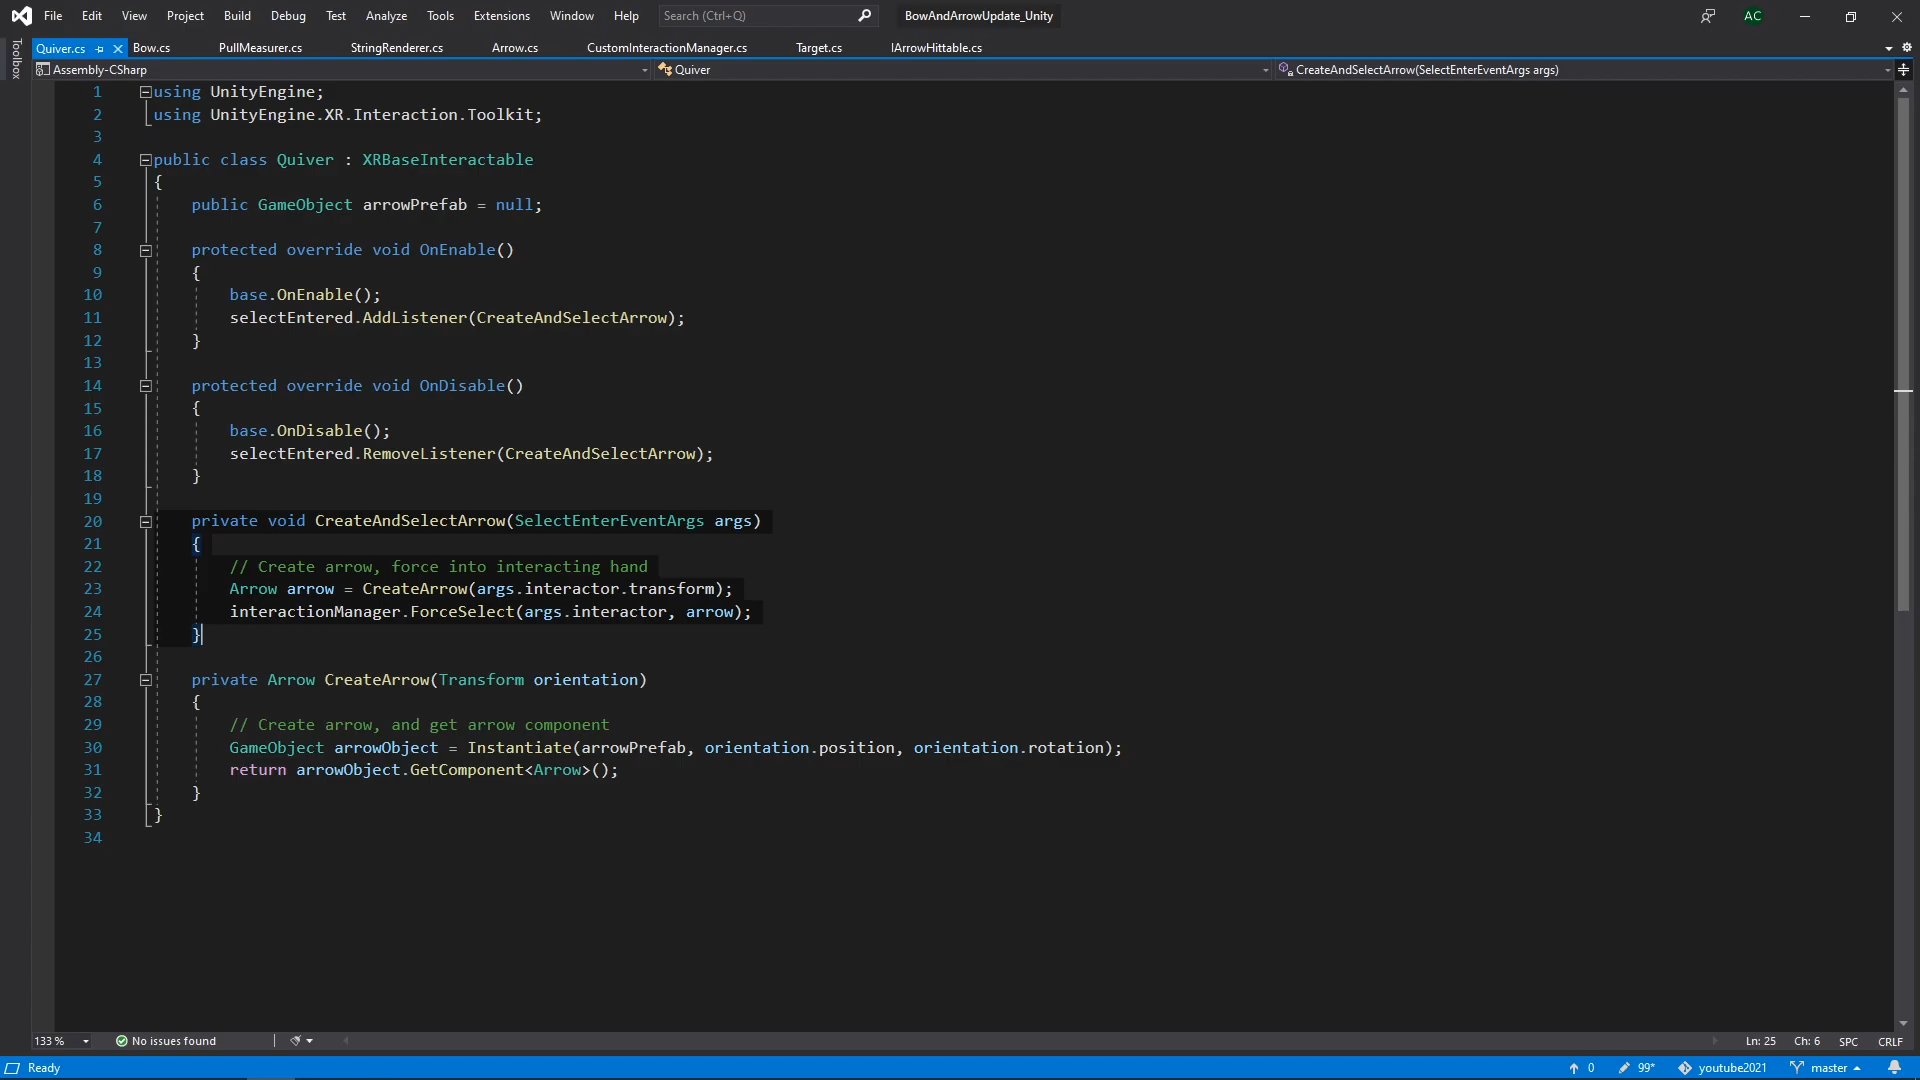 File Edit View Project Build Debug Test Analyze Tools Extensions Window Help Search (Ctrl+Q) BowAndArrowUpdate_Unity AC
Quiver.cs Bow.cs PullMeasurer.cs StringRenderer.cs Arrow.cs CustomInteractionManager.cs Target.cs IArrowHittable.cs
Toolbox
Assembly-CSharp Quiver CreateAndSelectArrow(SelectEnterEventArgs args)
1 using UnityEngine;
2 using UnityEngine.XR.Interaction.Toolkit;
3
4 public class Quiver : XRBaseInteractable
5 {
6 public GameObject arrowPrefab = null;
7
8 protected override void OnEnable()
9 {
10 base.OnEnable();
11 selectEntered.AddListener(CreateAndSelectArrow);
12 }
13
14 protected override void OnDisable()
15 {
16 base.OnDisable();
17 selectEntered.RemoveListener(CreateAndSelectArrow);
18 }
19
20 private void CreateAndSelectArrow(SelectEnterEventArgs args)
21 {
22 // Create arrow, force into interacting hand
23 Arrow arrow = CreateArrow(args.interactor.transform);
24 interactionManager.ForceSelect(args.interactor, arrow);
25 }
26
27 private Arrow CreateArrow(Transform orientation)
28 {
29 // Create arrow, and get arrow component
30 GameObject arrowObject = Instantiate(arrowPrefab, orientation.position, orientation.rotation);
31 return arrowObject.GetComponent<Arrow>();
32 }
33 }
34
133 % No issues found Ln: 25 Ch: 6 SPC CRLF
Ready 0 99* youtube2021 master